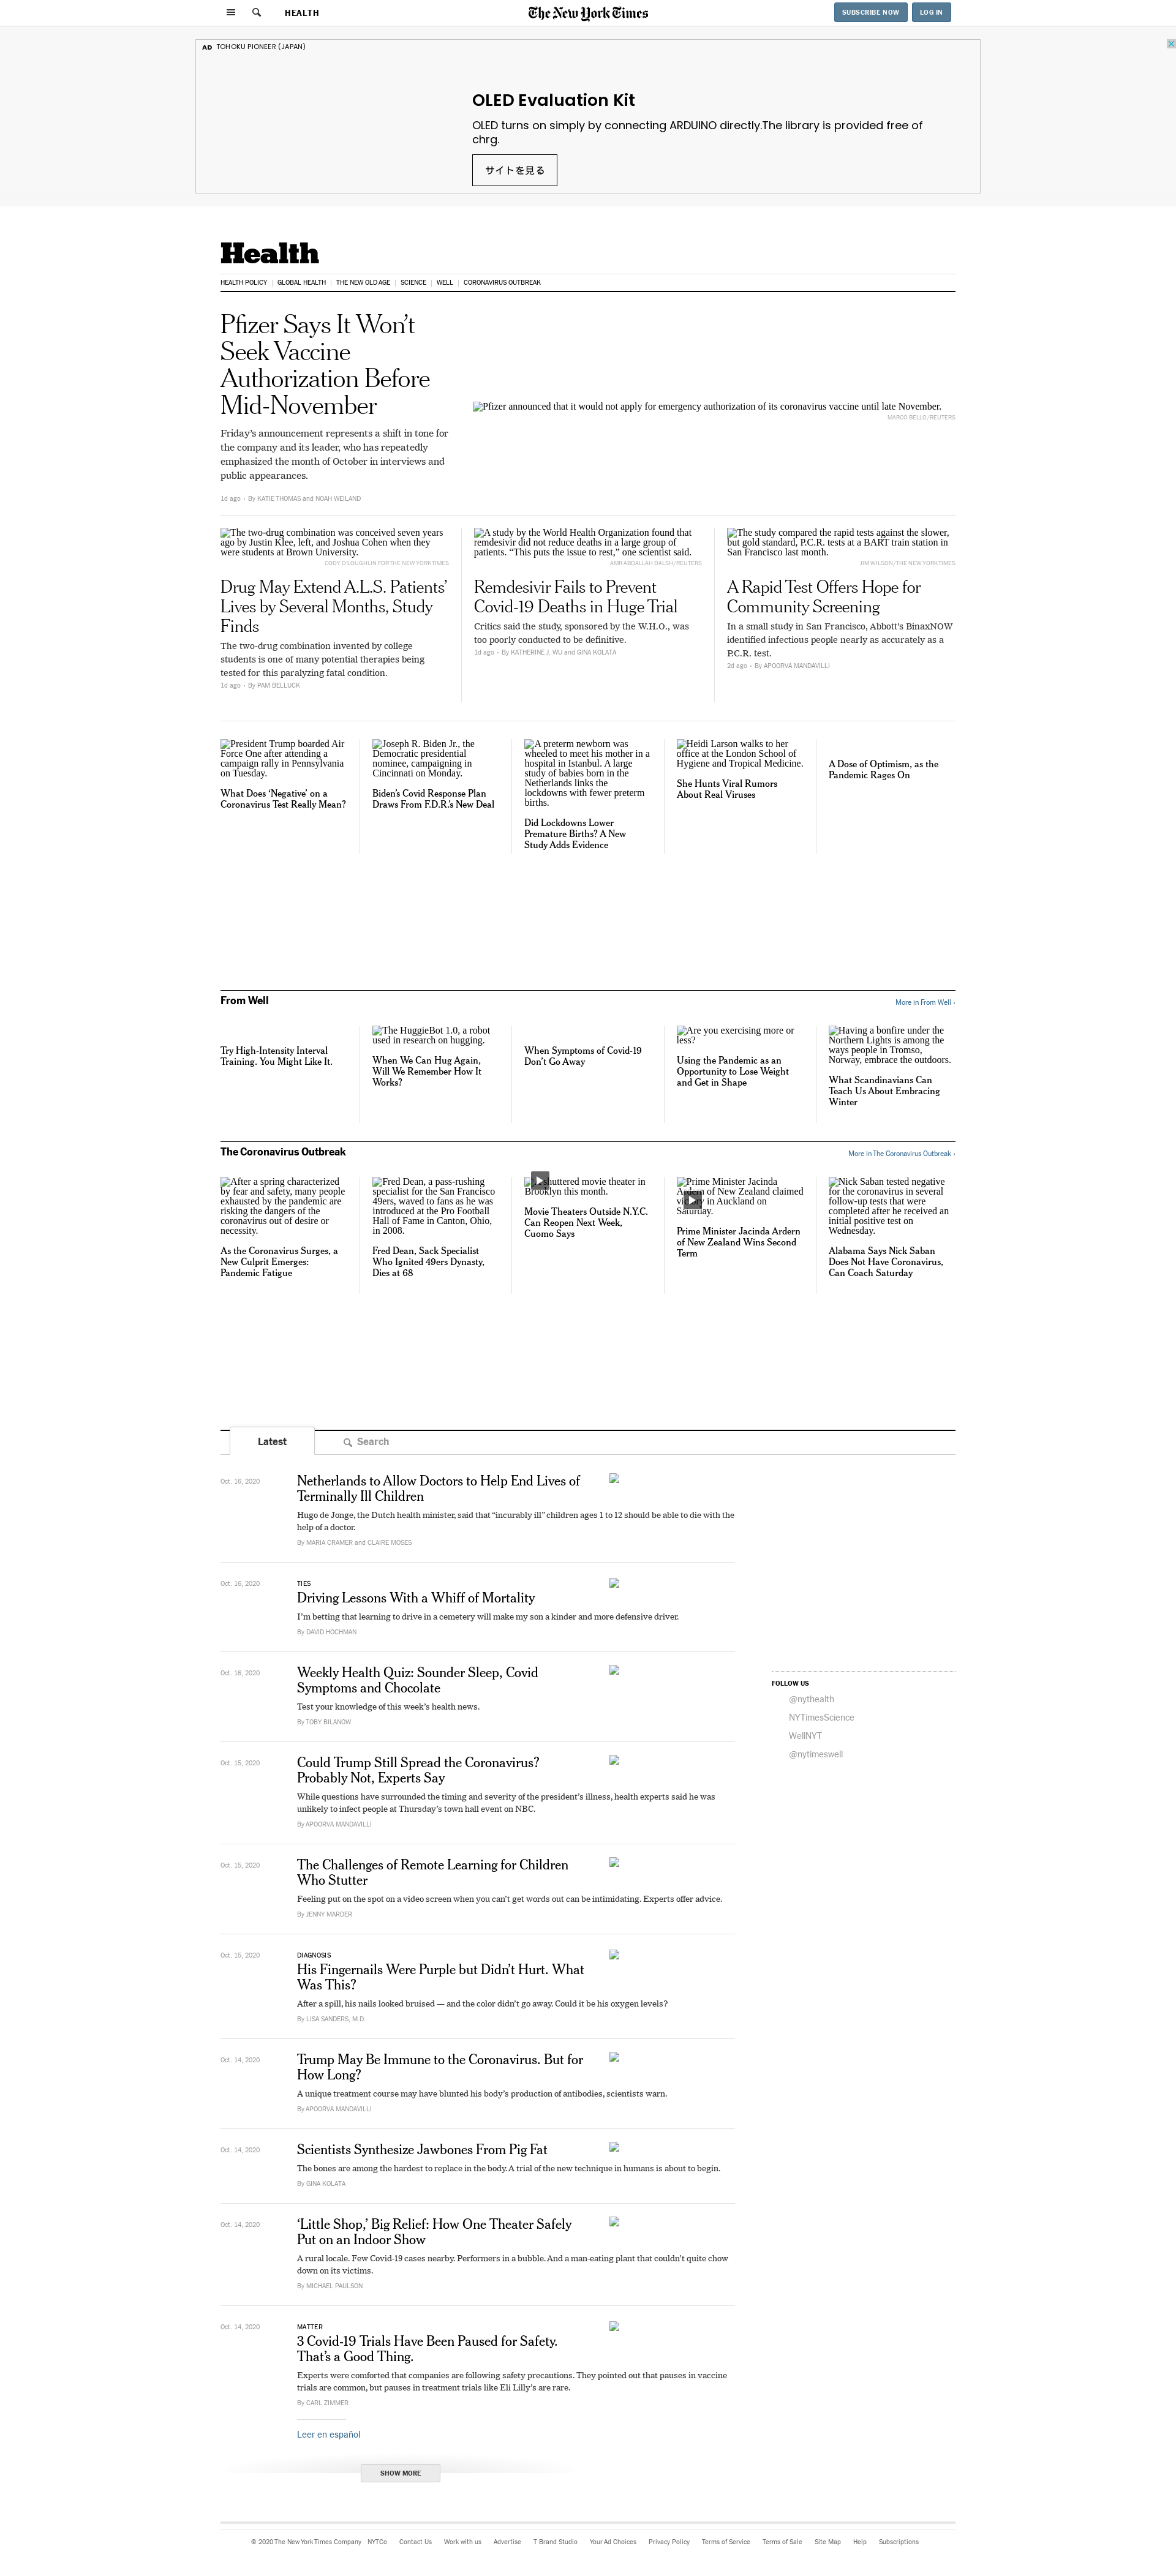 HEALTH
The New York Times
SUBSCRIBE NOW
LOG IN
AD TOHOKU PIONEER (JAPAN)
OLED Evaluation Kit
OLED turns on simply by connecting ARDUINO directly.The library is provided free of
chrg.
サイトを見る
Health
HEALTH POLICY
GLOBAL HEALTH
THE NEW OLD AGE
SCIENCE
WELL
CORONAVIRUS OUTBREAK
Pfizer Says It Won’t
Seek Vaccine
Authorization Before
Mid-November
Friday’s announcement represents a shift in tone for
the company and its leader, who has repeatedly
emphasized the month of October in interviews and
public appearances.
1d ago • By KATIE THOMAS and NOAH WEILAND
Pfizer announced that it would not apply for emergency authorization of its coronavirus vaccine until late November.
MARCO BELLO/REUTERS
The two-drug combination was conceived seven years
ago by Justin Klee, left, and Joshua Cohen when they
were students at Brown University.
CODY O’LOUGHLIN FOR THE NEW YORK TIMES
Drug May Extend A.L.S. Patients’
Lives by Several Months, Study
Finds
The two-drug combination invented by college
students is one of many potential therapies being
tested for this paralyzing fatal condition.
1d ago • By PAM BELLUCK
A study by the World Health Organization found that
remdesivir did not reduce deaths in a large group of
patients. “This puts the issue to rest,” one scientist said.
AMR ABDALLAH DALSH/REUTERS
Remdesivir Fails to Prevent
Covid-19 Deaths in Huge Trial
Critics said the study, sponsored by the W.H.O., was
too poorly conducted to be definitive.
1d ago • By KATHERINE J. WU and GINA KOLATA
The study compared the rapid tests against the slower,
but gold standard, P.C.R. tests at a BART train station in
San Francisco last month.
JIM WILSON/THE NEW YORK TIMES
A Rapid Test Offers Hope for
Community Screening
In a small study in San Francisco, Abbott’s BinaxNOW
identified infectious people nearly as accurately as a
P.C.R. test.
2d ago • By APOORVA MANDAVILLI
President Trump boarded Air
Force One after attending a
campaign rally in Pennsylvania
on Tuesday.
What Does ‘Negative’ on a
Coronavirus Test Really Mean?
Joseph R. Biden Jr., the
Democratic presidential
nominee, campaigning in
Cincinnati on Monday.
Biden’s Covid Response Plan
Draws From F.D.R.’s New Deal
A preterm newborn was
wheeled to meet his mother in a
hospital in Istanbul. A large
study of babies born in the
Netherlands links the
lockdowns with fewer preterm
births.
Did Lockdowns Lower
Premature Births? A New
Study Adds Evidence
Heidi Larson walks to her
office at the London School of
Hygiene and Tropical Medicine.
She Hunts Viral Rumors
About Real Viruses
A Dose of Optimism, as the
Pandemic Rages On
From Well
More in From Well ›
Try High-Intensity Interval
Training. You Might Like It.
The HuggieBot 1.0, a robot
used in research on hugging.
When We Can Hug Again,
Will We Remember How It
Works?
When Symptoms of Covid-19
Don’t Go Away
Are you exercising more or
less?
Using the Pandemic as an
Opportunity to Lose Weight
and Get in Shape
Having a bonfire under the
Northern Lights is among the
ways people in Tromso,
Norway, embrace the outdoors.
What Scandinavians Can
Teach Us About Embracing
Winter
The Coronavirus Outbreak
More in The Coronavirus Outbreak ›
After a spring characterized
by fear and safety, many people
exhausted by the pandemic are
risking the dangers of the
coronavirus out of desire or
necessity.
As the Coronavirus Surges, a
New Culprit Emerges:
Pandemic Fatigue
Fred Dean, a pass-rushing
specialist for the San Francisco
49ers, waved to fans as he was
introduced at the Pro Football
Hall of Fame in Canton, Ohio,
in 2008.
Fred Dean, Sack Specialist
Who Ignited 49ers Dynasty,
Dies at 68
movie theater in
Brooklyn this month.
Movie Theaters Outside N.Y.C.
Can Reopen Next Week,
Cuomo Says
Prime Minister Jacinda
of New Zealand claimed
in Auckland on
Prime Minister Jacinda Ardern
of New Zealand Wins Second
Term
Nick Saban tested negative
for the coronavirus in several
follow-up tests that were
completed after he received an
initial positive test on
Wednesday.
Alabama Says Nick Saban
Does Not Have Coronavirus,
Can Coach Saturday
Latest
Search
Oct. 16, 2020
Netherlands to Allow Doctors to Help End Lives of
Terminally Ill Children
Hugo de Jonge, the Dutch health minister, said that “incurably ill” children ages 1 to 12 should be able to die with the
help of a doctor.
By MARIA CRAMER and CLAIRE MOSES
Oct. 16, 2020
TIES
Driving Lessons With a Whiff of Mortality
I’m betting that learning to drive in a cemetery will make my son a kinder and more defensive driver.
By DAVID HOCHMAN
Oct. 16, 2020
Weekly Health Quiz: Sounder Sleep, Covid
Symptoms and Chocolate
Test your knowledge of this week’s health news.
By TOBY BILANOW
FOLLOW US
@nythealth
NYTimesScience
WellNYT
@nytimeswell
Oct. 15, 2020
Could Trump Still Spread the Coronavirus?
Probably Not, Experts Say
While questions have surrounded the timing and severity of the president’s illness, health experts said he was
unlikely to infect people at Thursday’s town hall event on NBC.
By APOORVA MANDAVILLI
Oct. 15, 2020
The Challenges of Remote Learning for Children
Who Stutter
Feeling put on the spot on a video screen when you can’t get words out can be intimidating. Experts offer advice.
By JENNY MARDER
Oct. 15, 2020
DIAGNOSIS
His Fingernails Were Purple but Didn’t Hurt. What
Was This?
After a spill, his nails looked bruised — and the color didn’t go away. Could it be his oxygen levels?
By LISA SANDERS, M.D.
Oct. 14, 2020
Trump May Be Immune to the Coronavirus. But for
How Long?
A unique treatment course may have blunted his body’s production of antibodies, scientists warn.
By APOORVA MANDAVILLI
Oct. 14, 2020
Scientists Synthesize Jawbones From Pig Fat
The bones are among the hardest to replace in the body. A trial of the new technique in humans is about to begin.
By GINA KOLATA
Oct. 14, 2020
‘Little Shop,’ Big Relief: How One Theater Safely
Put on an Indoor Show
A rural locale. Few Covid-19 cases nearby. Performers in a bubble. And a man-eating plant that couldn’t quite chow
down on its victims.
By MICHAEL PAULSON
Oct. 14, 2020
MATTER
3 Covid-19 Trials Have Been Paused for Safety.
That’s a Good Thing.
Experts were comforted that companies are following safety precautions. They pointed out that pauses in vaccine
trials are common, but pauses in treatment trials like Eli Lilly’s are rare.
By CARL ZIMMER
Leer en español
SHOW MORE
© 2020 The New York Times Company
NYTCo
Contact Us
Work with us
Advertise
T Brand Studio
Your Ad Choices
Privacy Policy
Terms of Service
Terms of Sale
Site Map
Help
Subscriptions